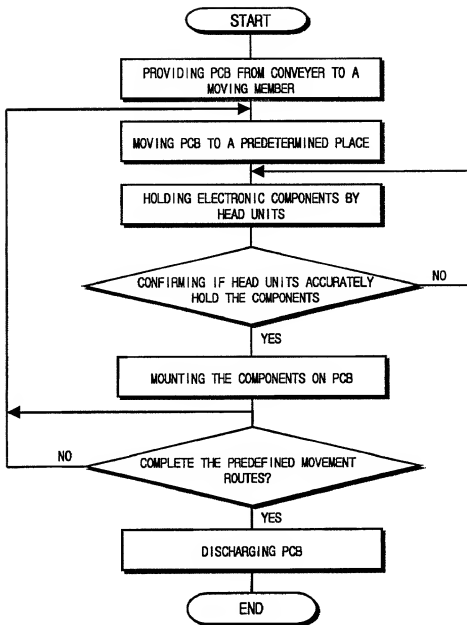 START
PROVIDING PCB FROM CONVEYER TO A
MOVING MEMBER
MOVING PCB TO A PREDETERMINED PLACE
HOLDING ELECTRONIC COMPONENTS BY
HEAD UNITS
CONFIRMING IF HEAD UNITS ACCURATELY
HOLD THE COMPONENTS
NO
YES
MOUNTING THE COMPONENTS ON PCB
NO
COMPLETE THE PREDEFINED MOVEMENT
ROUTES?
YES
DISCHARGING PCB
END